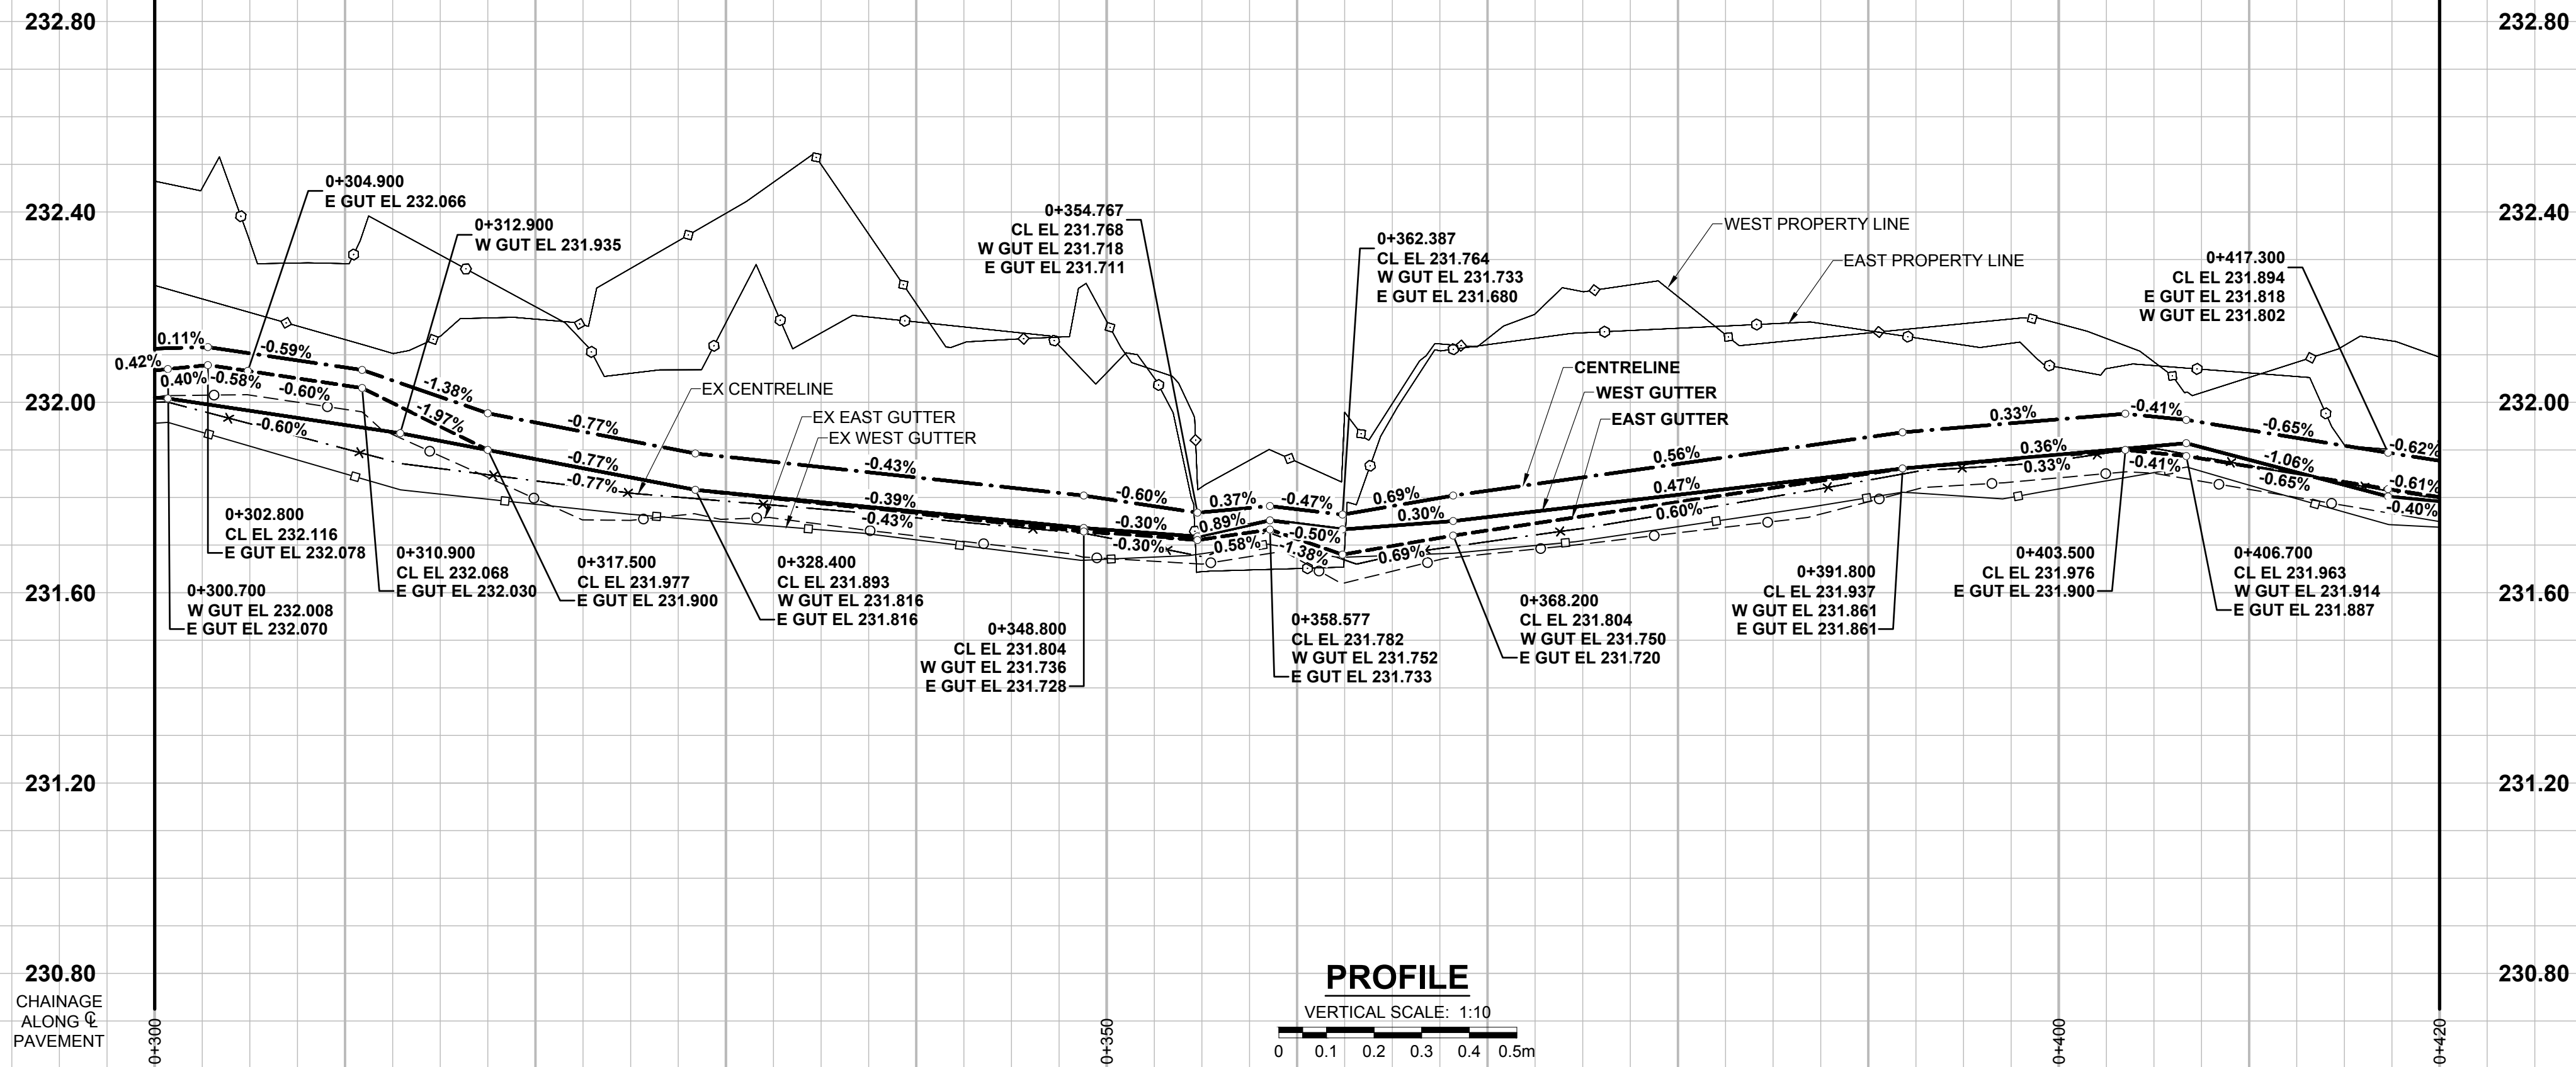 232.80
232.80
232.40
232.40
232.00
232.00
231.60
231.60
231.20
231.20
230.80
230.80
0+304.900
E GUT EL 232.066
0+312.900
W GUT EL 231.935
0+354.767
CL EL 231.768
W GUT EL 231.718
E GUT EL 231.711
0+362.387
CL EL 231.764
W GUT EL 231.733
E GUT EL 231.680
WEST PROPERTY LINE
EAST PROPERTY LINE
0+417.300
CL EL 231.894
E GUT EL 231.818
W GUT EL 231.802
CENTRELINE
WEST GUTTER
EAST GUTTER
EX CENTRELINE
EX EAST GUTTER
EX WEST GUTTER
0.11%
-0.59%
0.42%
0.40%
-0.58%
-0.60%
-0.60%
-1.38%
-1.97%
-0.77%
-0.77%
-0.77%
-0.43%
-0.39%
-0.43%
-0.60%
-0.30%
-0.30%
0.37%
0.89%
0.58%
-0.47%
-0.50%
-1.38%
0.69%
0.30%
0.69%
0.56%
0.47%
0.60%
0.33%
0.36%
0.33%
-0.41%
-0.41%
-0.65%
-1.06%
-0.65%
-0.62%
-0.61%
-0.40%
0+302.800
CL EL 232.116
E GUT EL 232.078
0+300.700
W GUT EL 232.008
E GUT EL 232.070
0+310.900
CL EL 232.068
E GUT EL 232.030
0+317.500
CL EL 231.977
E GUT EL 231.900
0+328.400
CL EL 231.893
W GUT EL 231.816
E GUT EL 231.816
0+348.800
CL EL 231.804
W GUT EL 231.736
E GUT EL 231.728
0+358.577
CL EL 231.782
W GUT EL 231.752
E GUT EL 231.733
0+368.200
CL EL 231.804
W GUT EL 231.750
E GUT EL 231.720
0+391.800
CL EL 231.937
W GUT EL 231.861
E GUT EL 231.861
0+403.500
CL EL 231.976
E GUT EL 231.900
0+406.700
CL EL 231.963
W GUT EL 231.914
E GUT EL 231.887
CHAINAGE
ALONG ℄
PAVEMENT
0+300
0+350
0+400
0+420
PROFILE
VERTICAL SCALE: 1:10
0 0.1 0.2 0.3 0.4 0.5m